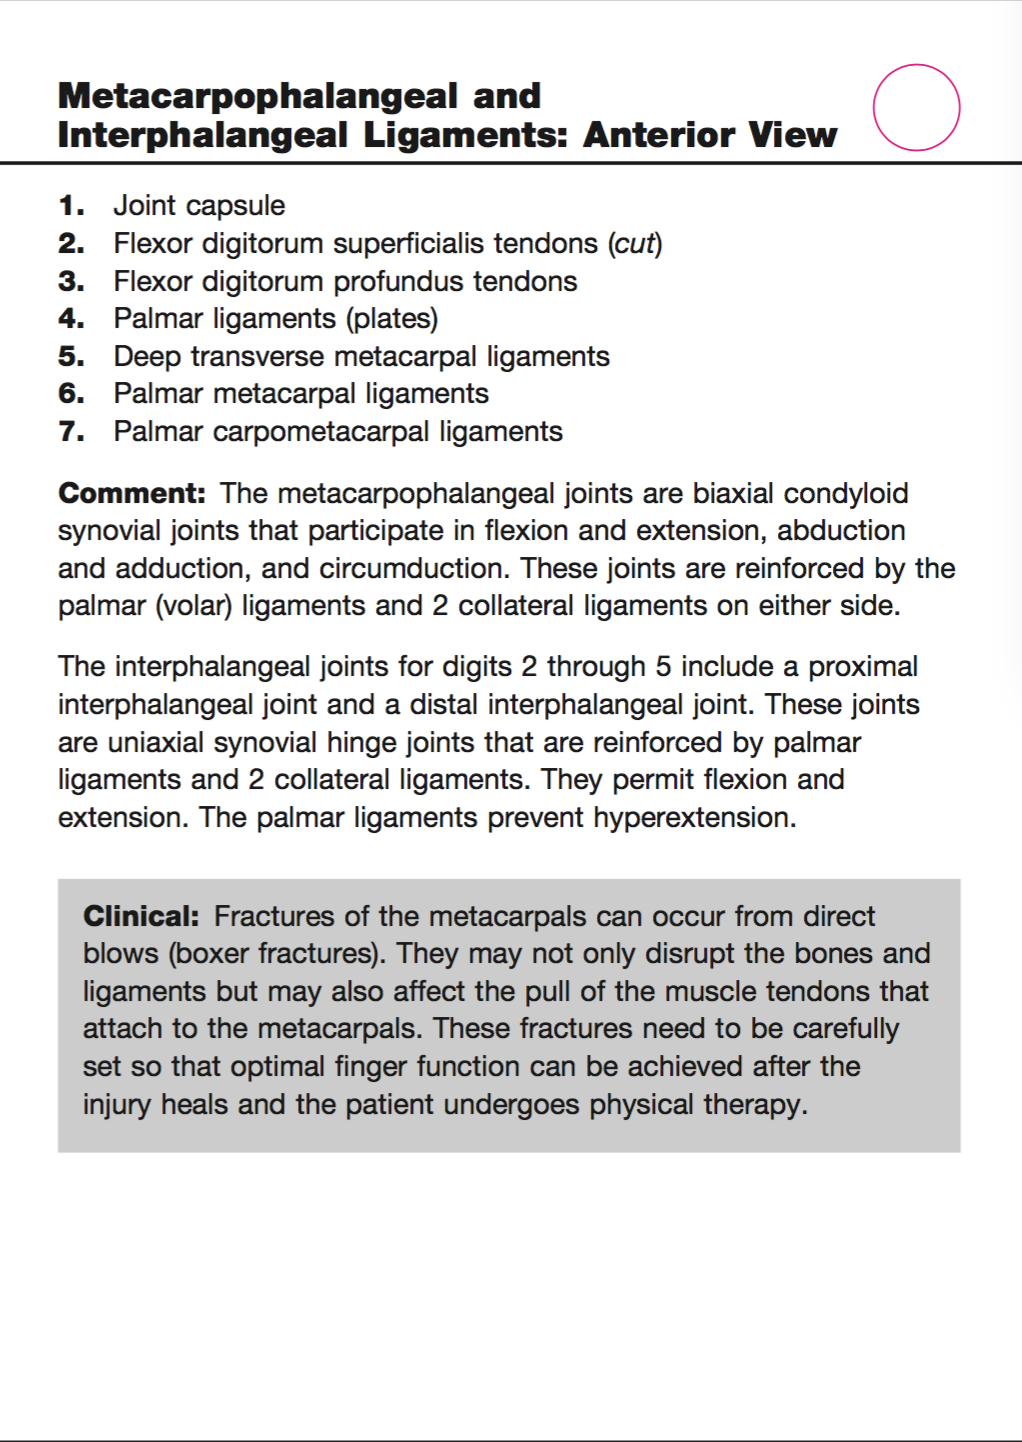 Metacarpophalangeal and
Interphalangeal Ligaments: Anterior View
1. Joint capsule
2. Flexor digitorum superficialis tendons (cut)
3. Flexor digitorum profundus tendons
4. Palmar ligaments (plates)
5. Deep transverse metacarpal ligaments
6. Palmar metacarpal ligaments
7. Palmar carpometacarpal ligaments
Comment: The metacarpophalangeal joints are biaxial condyloid
synovial joints that participate in flexion and extension, abduction
and adduction, and circumduction. These joints are reinforced by the
palmar (volar) ligaments and 2 collateral ligaments on either side.
The interphalangeal joints for digits 2 through 5 include a proximal
interphalangeal joint and a distal interphalangeal joint. These joints
are uniaxial synovial hinge joints that are reinforced by palmar
ligaments and 2 collateral ligaments. They permit flexion and
extension. The palmar ligaments prevent hyperextension.
Clinical: Fractures of the metacarpals can occur from direct
blows (boxer fractures). They may not only disrupt the bones and
ligaments but may also affect the pull of the muscle tendons that
attach to the metacarpals. These fractures need to be carefully
set so that optimal finger function can be achieved after the
injury heals and the patient undergoes physical therapy.